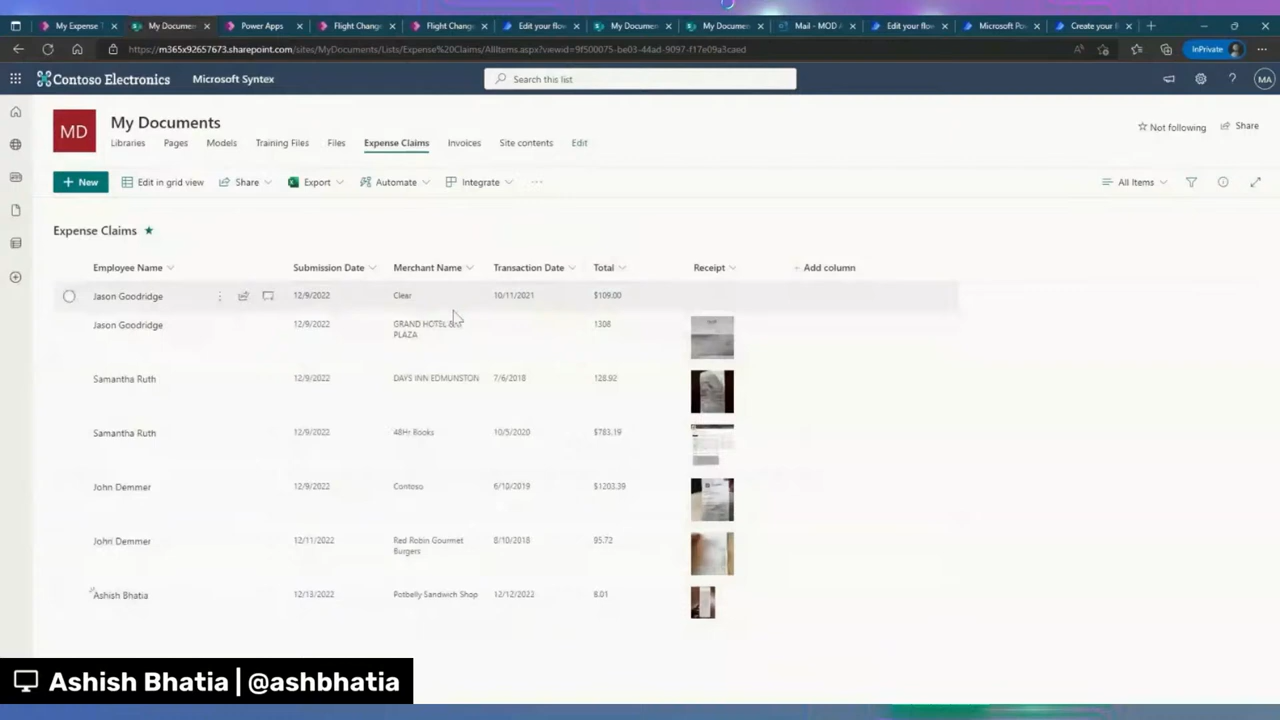 My Expense T
My Documen
Power Apps
Flight Chang
Flight Chang
Edit your flow
My Documen
My Documen
Mail - MOD A
Edit your flow
Microsoft Po
Create your f
https://m365x92657673.sharepoint.com/sites/MyDocuments/Lists/Expense%20Claims/AllItems.aspx?viewid=9f500075-be03-44ad-9097-f17e09a3caed
InPrivate
Contoso Electronics
Microsoft Syntex
Search this list
MA
MD
My Documents
Not following
Share
Libraries
Pages
Models
Training Files
Files
Expense Claims
Invoices
Site contents
Edit
+ New
Edit in grid view
Share
Export
Automate
Integrate
...
All Items
Expense Claims
Employee Name
Submission Date
Merchant Name
Transaction Date
Total
Receipt
+ Add column
Jason Goodridge
12/9/2022
Clear
10/11/2021
$109.00
Jason Goodridge
12/9/2022
GRAND HOTEL
PLAZA
1308
Samantha Ruth
12/9/2022
DAYS INN EDMUNSTON
7/6/2018
128.92
Samantha Ruth
12/9/2022
48Hr Books
10/5/2020
$783.19
John Demmer
12/9/2022
Contoso
6/10/2019
$1203.39
John Demmer
12/11/2022
Red Robin Gourmet
Burgers
8/10/2018
95.72
Ashish Bhatia
12/13/2022
Potbelly Sandwich Shop
12/12/2022
8.01
Ashish Bhatia | @ashbhatia